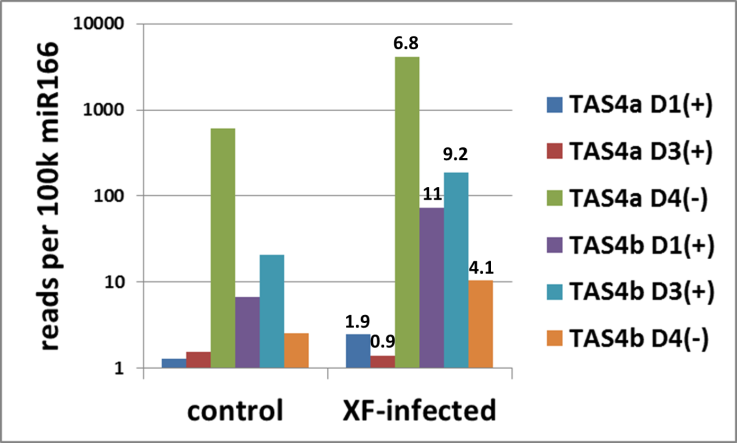 reads per 100k miR166
10000
1000
100
10
1
6.8
9.2
11
4.1
1.9
0.9
control
XF-infected
TAS4a D1(+)
TAS4a D3(+)
TAS4a D4(-)
TAS4b D1(+)
TAS4b D3(+)
TAS4b D4(-)